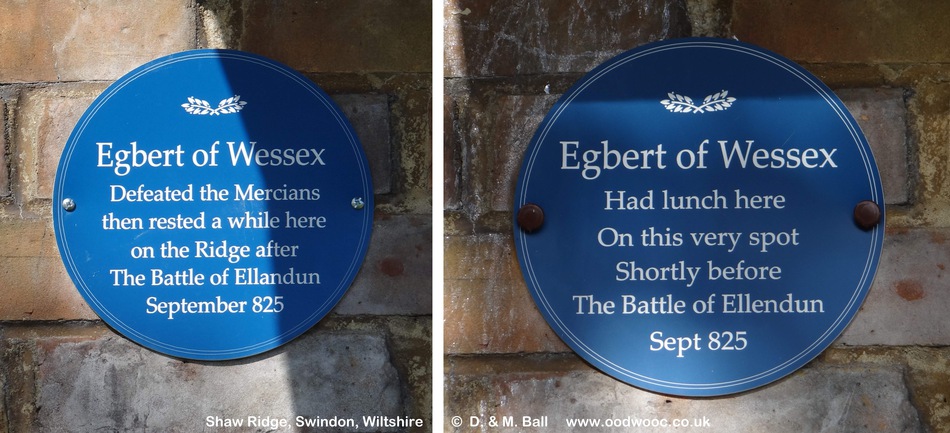 Egbert of Wessex
Defeated the Mercians
then rested a while here
on the Ridge after
The Battle of Ellandun
September 825
Egbert of Wessex
Had lunch here
On this very spot
Shortly before
The Battle of Ellendun
Sept 825
Shaw Ridge, Swindon, Wiltshire
© D. & M. Ball www.oodwooc.co.uk